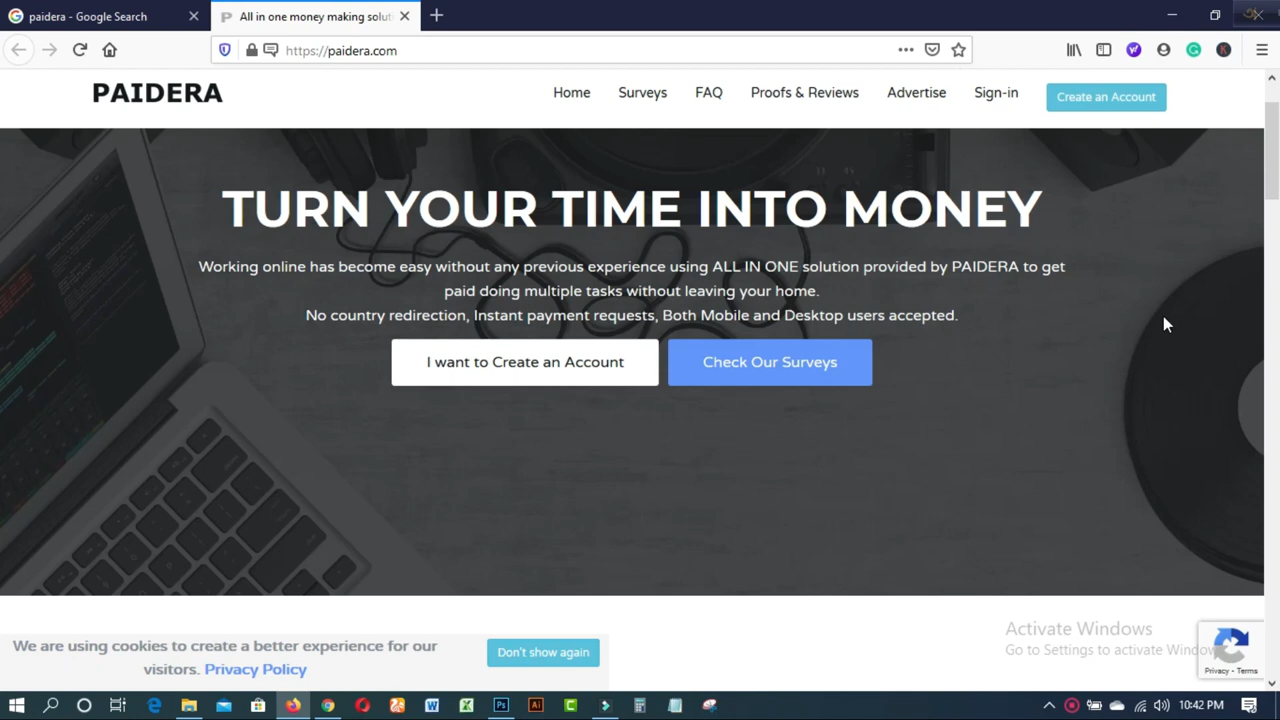 paidera - Google Search
All in one money making solut
https://paidera.com
PAIDERA
Home
Surveys
FAQ
Proofs & Reviews
Advertise
Sign-in
Create an Account
TURN YOUR TIME INTO MONEY
Working online has become easy without any previous experience using ALL IN ONE solution provided by PAIDERA to get
paid doing multiple tasks without leaving your home.
No country redirection, Instant payment requests, Both Mobile and Desktop users accepted.
I want to Create an Account
Check Our Surveys
We are using cookies to create a better experience for our
visitors. Privacy Policy
Don't show again
Activate Windows
Go to Settings to activate Windo
Privacy - Terms
10:42 PM